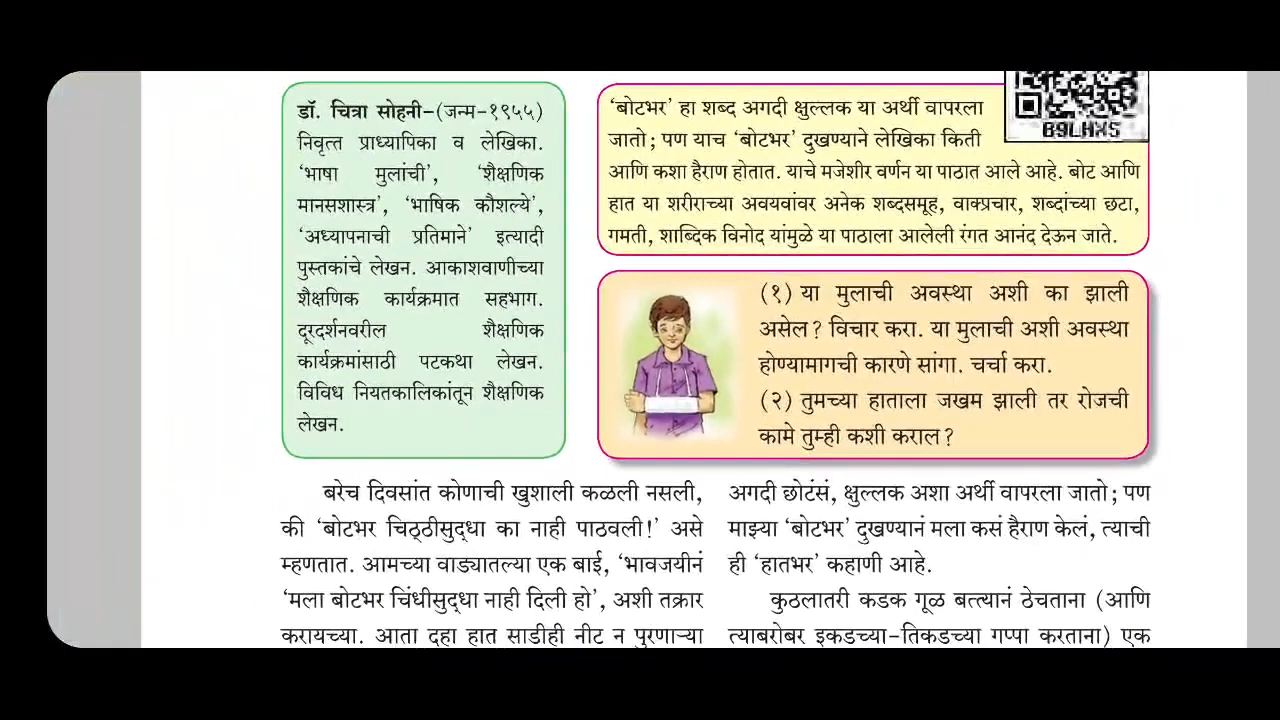 डॉ. चित्रा सोहनी-(जन्म-१९५५)
निवृत्त प्राध्यापिका व लेखिका.
‘भाषा मुलांची’, ‘शैक्षणिक
मानसशास्त्र’, ‘भाषिक कौशल्ये’,
‘अध्यापनाची प्रतिमाने’ इत्यादी
पुस्तकांचे लेखन. आकाशवाणीच्या
शैक्षणिक कार्यक्रमात सहभाग.
दूरदर्शनवरील शैक्षणिक
कार्यक्रमांसाठी पटकथा लेखन.
विविध नियतकालिकांतून शैक्षणिक
लेखन.
‘बोटभर’ हा शब्द अगदी क्षुल्लक या अर्थी वापरला
जातो; पण याच ‘बोटभर’ दुखण्याने लेखिका किती
आणि कशा हैराण होतात. याचे मजेशीर वर्णन या पाठात आले आहे. बोट आणि
हात या शरीराच्या अवयवांवर अनेक शब्दसमूह, वाक्प्रचार, शब्दांच्या छटा,
गमती, शाब्दिक विनोद यांमुळे या पाठाला आलेली रंगत आनंद देऊन जाते.
B9LHXS
(१) या मुलाची अवस्था अशी का झाली
असेल? विचार करा. या मुलाची अशी अवस्था
होण्यामागची कारणे सांगा. चर्चा करा.
(२) तुमच्या हाताला जखम झाली तर रोजची
कामे तुम्ही कशी कराल?
बरेच दिवसांत कोणाची खुशाली कळली नसली,
की ‘बोटभर चिठ्ठीसुद्धा का नाही पाठवली!’ असे
म्हणतात. आमच्या वाड्यातल्या एक बाई, ‘भावजयीनं
‘मला बोटभर चिंधीसुद्धा नाही दिली हो’, अशी तक्रार
करायच्या. आता दहा हात साडीही नीट न पुरणाऱ्या
अगदी छोटंसं, क्षुल्लक अशा अर्थी वापरला जातो; पण
माझ्या ‘बोटभर’ दुखण्यानं मला कसं हैराण केलं, त्याची
ही ‘हातभर’ कहाणी आहे.
कुठलातरी कडक गूळ बत्त्यानं ठेचताना (आणि
त्याबरोबर इकडच्या-तिकडच्या गप्पा करताना) एक